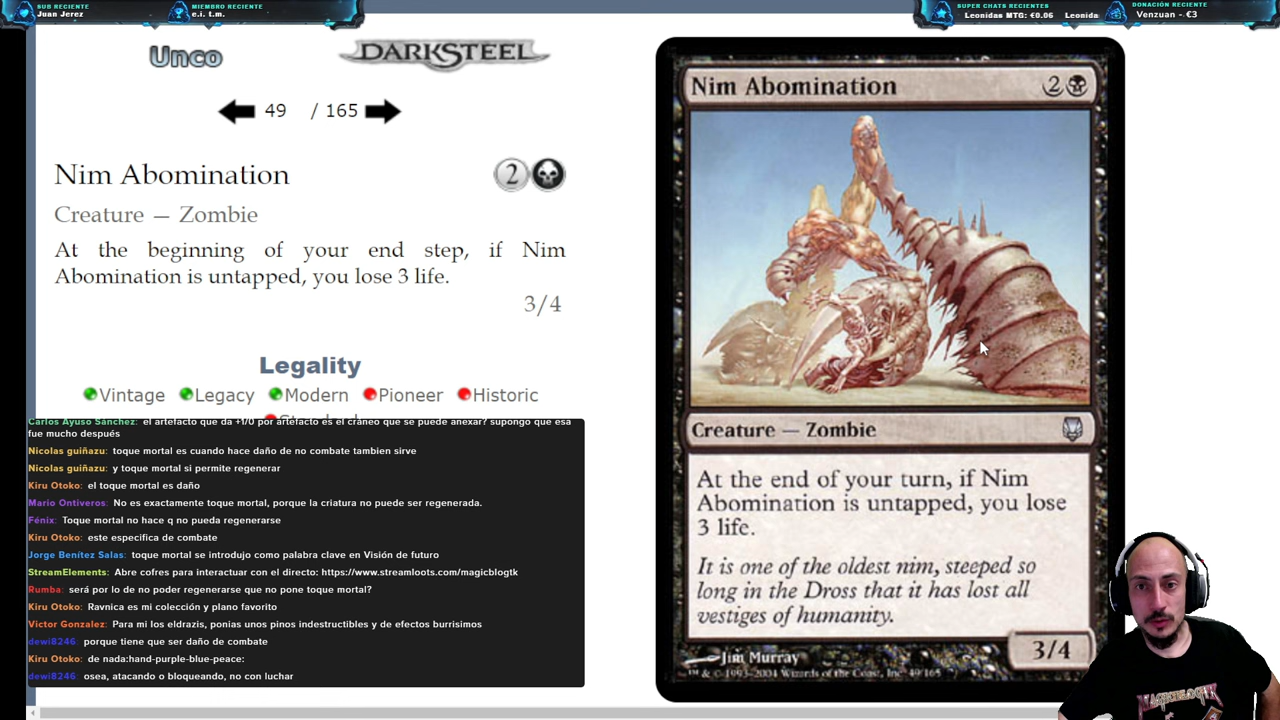 SUB RECIENTE
Juan Jerez
MIEMBRO RECIENTE
e.i. t.m.
SUPER CHATS RECIENTES
Leonidas MTG: €0.06 Leonida
DONACIÓN RECIENTE
Venzuan - €3
Unco
DARKSTEEL
49 / 165
Nim Abomination
2
Creature — Zombie
At the beginning of your end step, if Nim
Abomination is untapped, you lose 3 life.
3/4
Legality
Vintage Legacy Modern Pioneer Historic
Carlos Ayuso Sánchez: el artefacto que da +1/0 por artefacto es el cráneo que se puede anexar? supongo que esa
fue mucho después
Nicolas guiñazu: toque mortal es cuando hace daño de no combate tambien sirve
Nicolas guiñazu: y toque mortal si permite regenerar
Kiru Otoko: el toque mortal es daño
Mario Ontiveros: No es exactamente toque mortal, porque la criatura no puede ser regenerada.
Fénix: Toque mortal no hace q no pueda regenerarse
Kiru Otoko: este especifica de combate
Jorge Benítez Salas: toque mortal se introdujo como palabra clave en Visión de futuro
StreamElements: Abre cofres para interactuar con el directo: https://www.streamloots.com/magicblogtk
Rumba: será por lo de no poder regenerarse que no pone toque mortal?
Kiru Otoko: Ravnica es mi colección y plano favorito
Victor Gonzalez: Para mi los eldrazis, ponias unos pinos indestructibles y de efectos burrisimos
dewi8246: porque tiene que ser daño de combate
Kiru Otoko: de nada:hand-purple-blue-peace:
dewi8246: osea, atacando o bloqueando, no con luchar
Nim Abomination
2
Creature — Zombie
At the end of your turn, if Nim
Abomination is untapped, you lose
3 life.
It is one of the oldest nim, steeped so
long in the Dross that it has lost all
vestiges of humanity.
3/4
Jim Murray
™ & © 1993–2004 Wizards of the Coast, Inc. 49/165